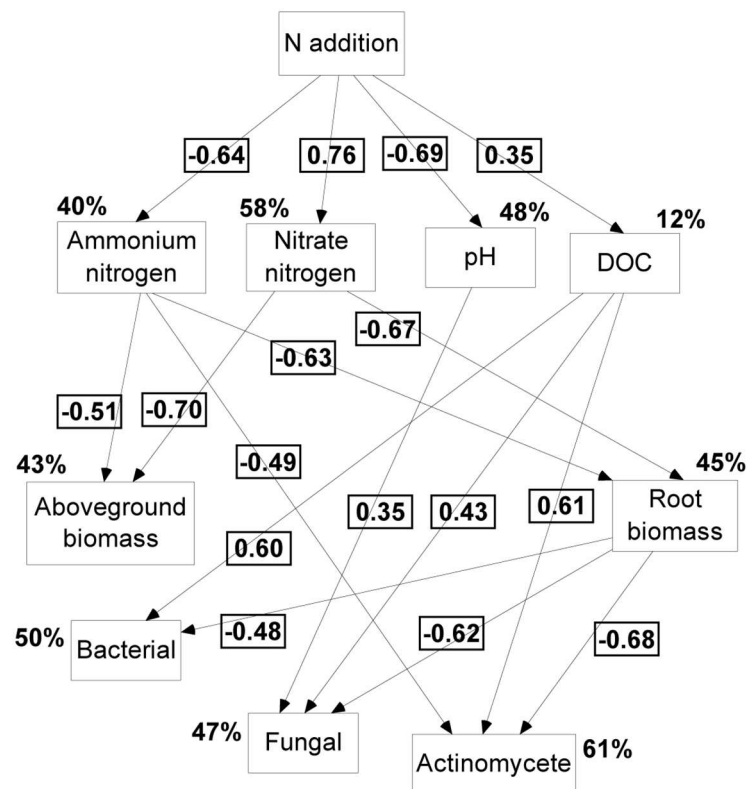 N addition
-0.64
0.76
-0.69
0.35
40%
58%
48%
12%
Ammonium
nitrogen
Nitrate
nitrogen
pH
DOC
-0.67
-0.63
-0.51
-0.70
-0.49
43%
45%
Aboveground
biomass
Root
biomass
0.35
0.43
0.61
0.60
-0.48
-0.62
-0.68
50%
Bacterial
47%
Fungal
Actinomycete
61%